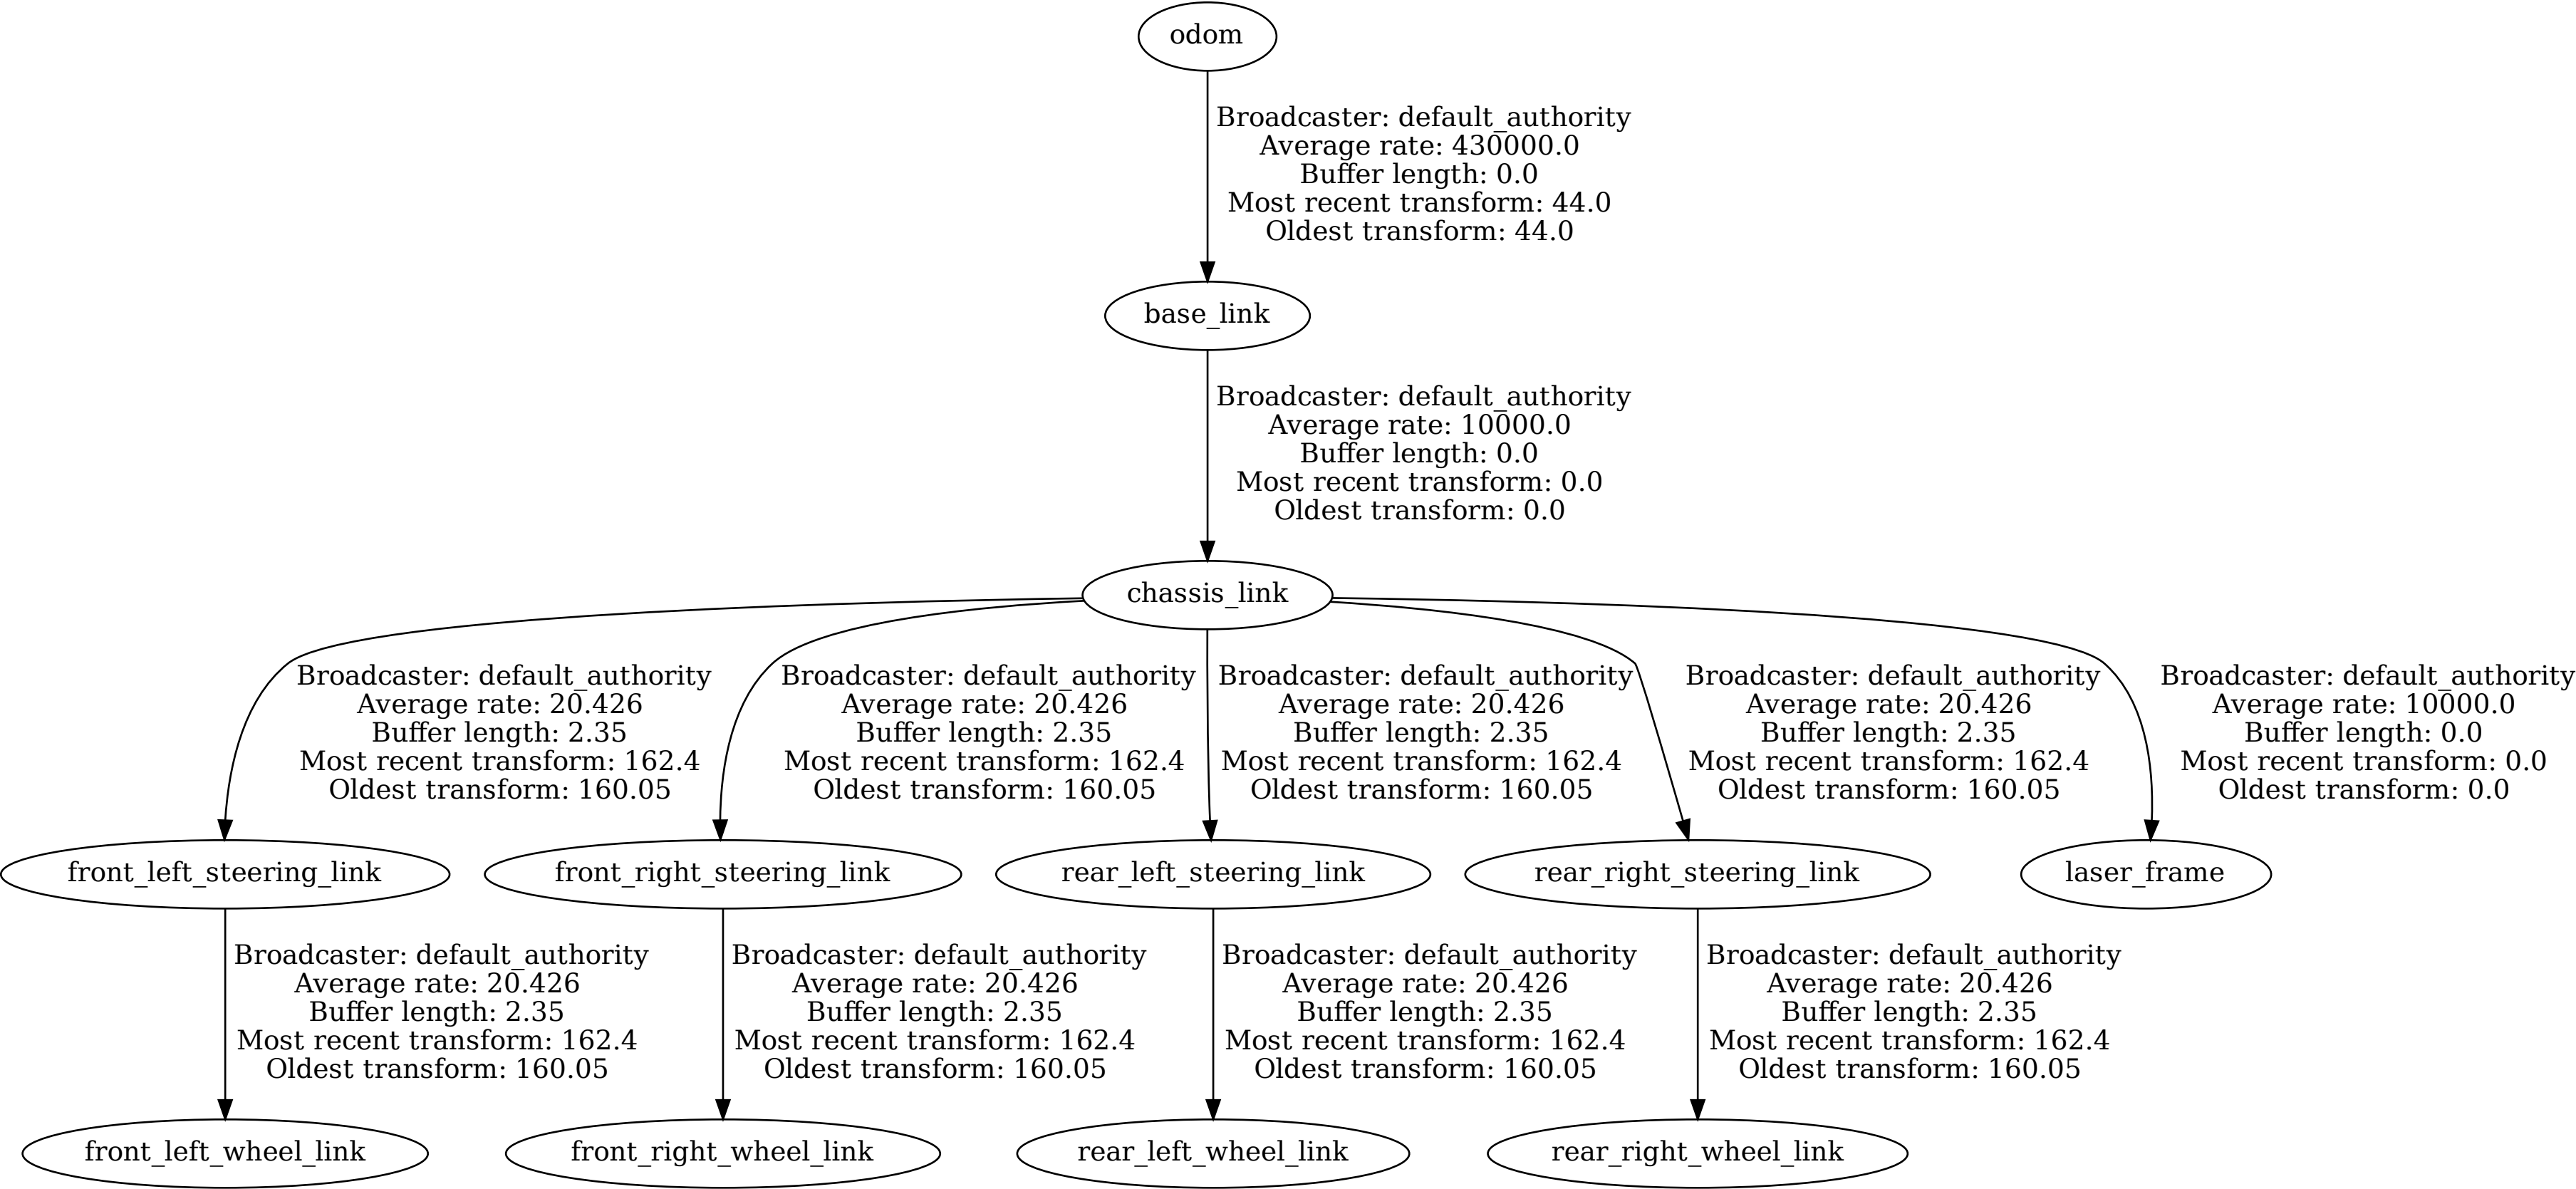 odom
Broadcaster: default_authority
Average rate: 430000.0
Buffer length: 0.0
Most recent transform: 44.0
Oldest transform: 44.0
base_link
Broadcaster: default_authority
Average rate: 10000.0
Buffer length: 0.0
Most recent transform: 0.0
Oldest transform: 0.0
chassis_link
Broadcaster: default_authority
Average rate: 20.426
Buffer length: 2.35
Most recent transform: 162.4
Oldest transform: 160.05
Broadcaster: default_authority
Average rate: 20.426
Buffer length: 2.35
Most recent transform: 162.4
Oldest transform: 160.05
Broadcaster: default_authority
Average rate: 20.426
Buffer length: 2.35
Most recent transform: 162.4
Oldest transform: 160.05
Broadcaster: default_authority
Average rate: 20.426
Buffer length: 2.35
Most recent transform: 162.4
Oldest transform: 160.05
Broadcaster: default_authority
Average rate: 10000.0
Buffer length: 0.0
Most recent transform: 0.0
Oldest transform: 0.0
front_left_steering_link
front_right_steering_link
rear_left_steering_link
rear_right_steering_link
laser_frame
Broadcaster: default_authority
Average rate: 20.426
Buffer length: 2.35
Most recent transform: 162.4
Oldest transform: 160.05
Broadcaster: default_authority
Average rate: 20.426
Buffer length: 2.35
Most recent transform: 162.4
Oldest transform: 160.05
Broadcaster: default_authority
Average rate: 20.426
Buffer length: 2.35
Most recent transform: 162.4
Oldest transform: 160.05
Broadcaster: default_authority
Average rate: 20.426
Buffer length: 2.35
Most recent transform: 162.4
Oldest transform: 160.05
front_left_wheel_link
front_right_wheel_link
rear_left_wheel_link
rear_right_wheel_link